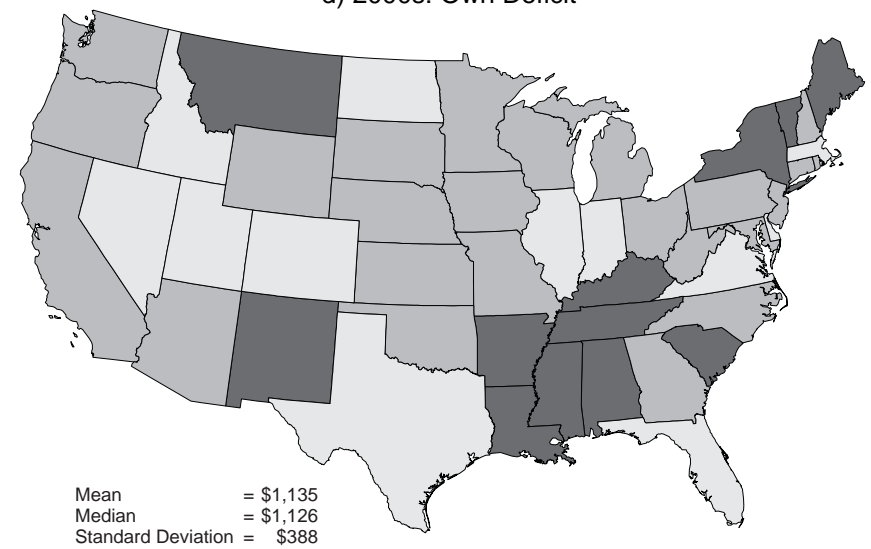 d) 2000s: Own Deficit
Mean = $1,135
Median = $1,126
Standard Deviation = $388